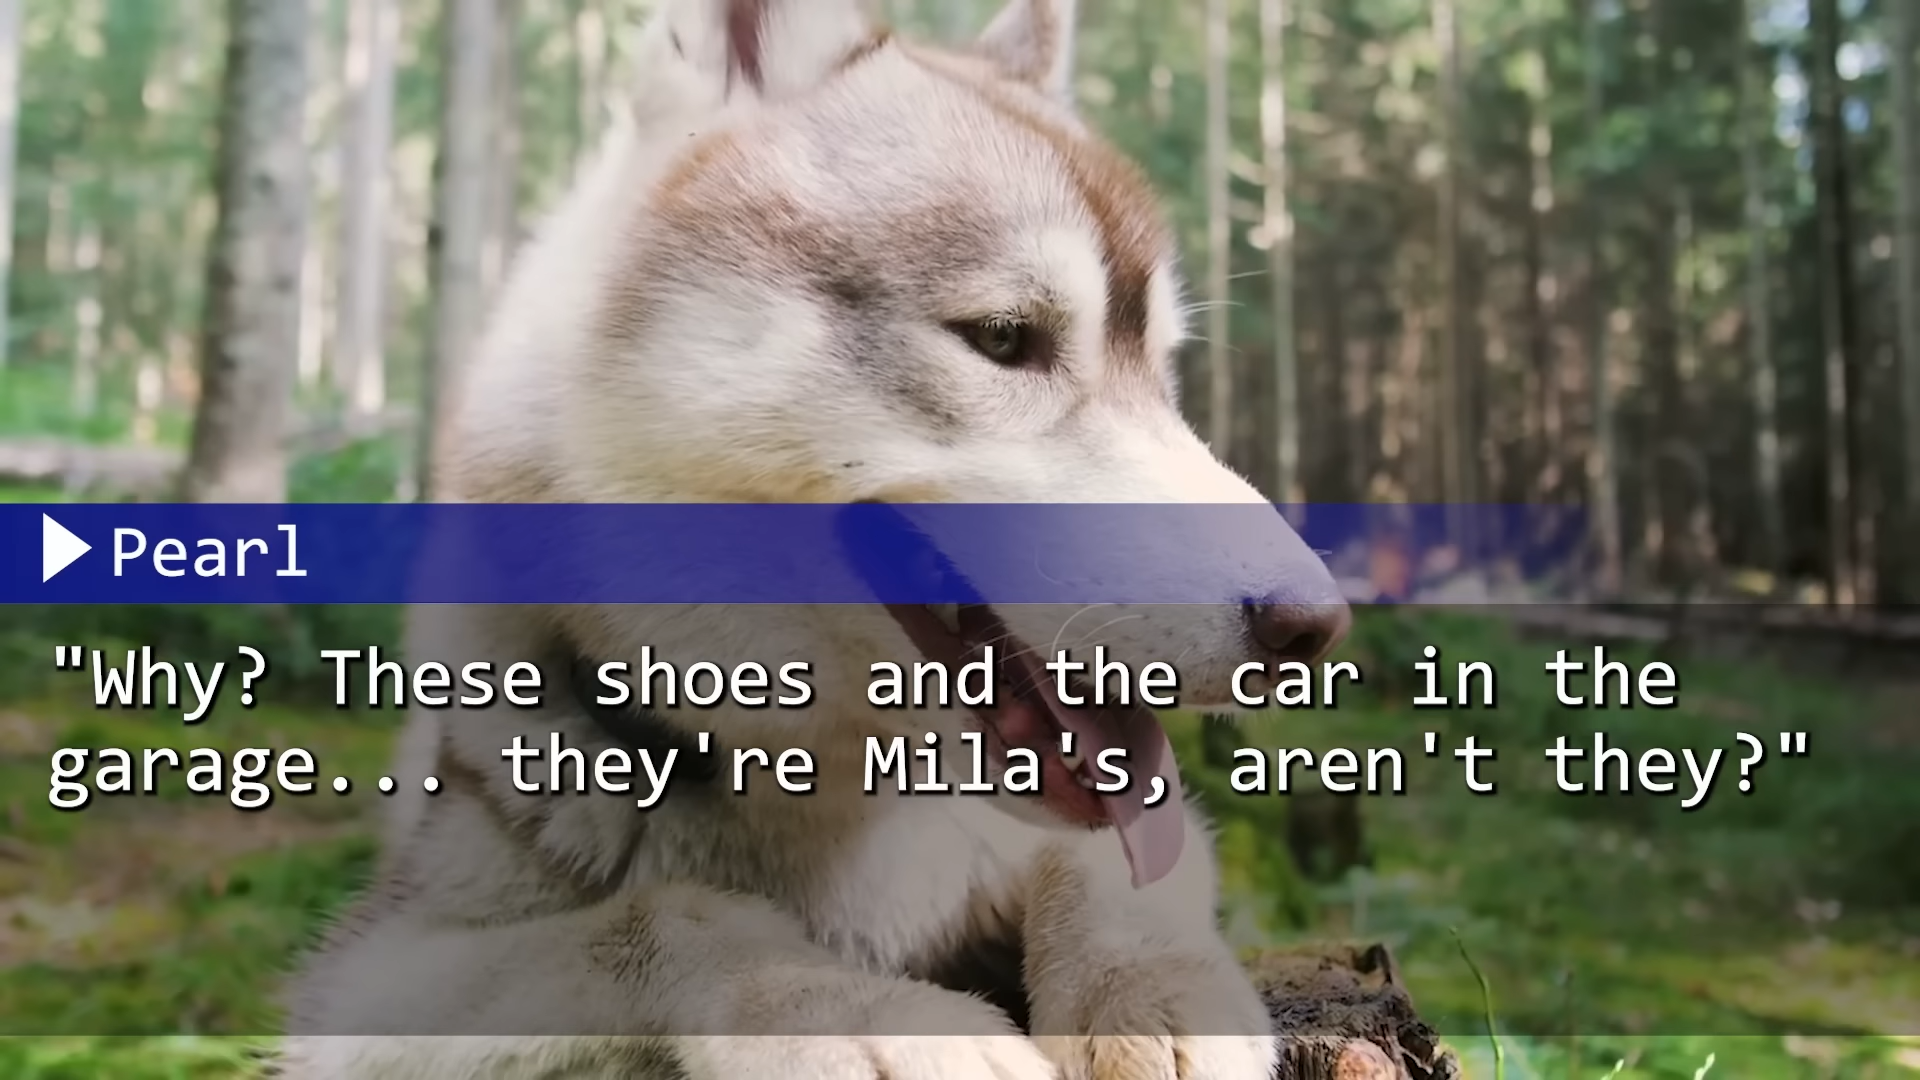 Pearl
"Why? These shoes and the car in the
garage... they're Mila's, aren't they?"